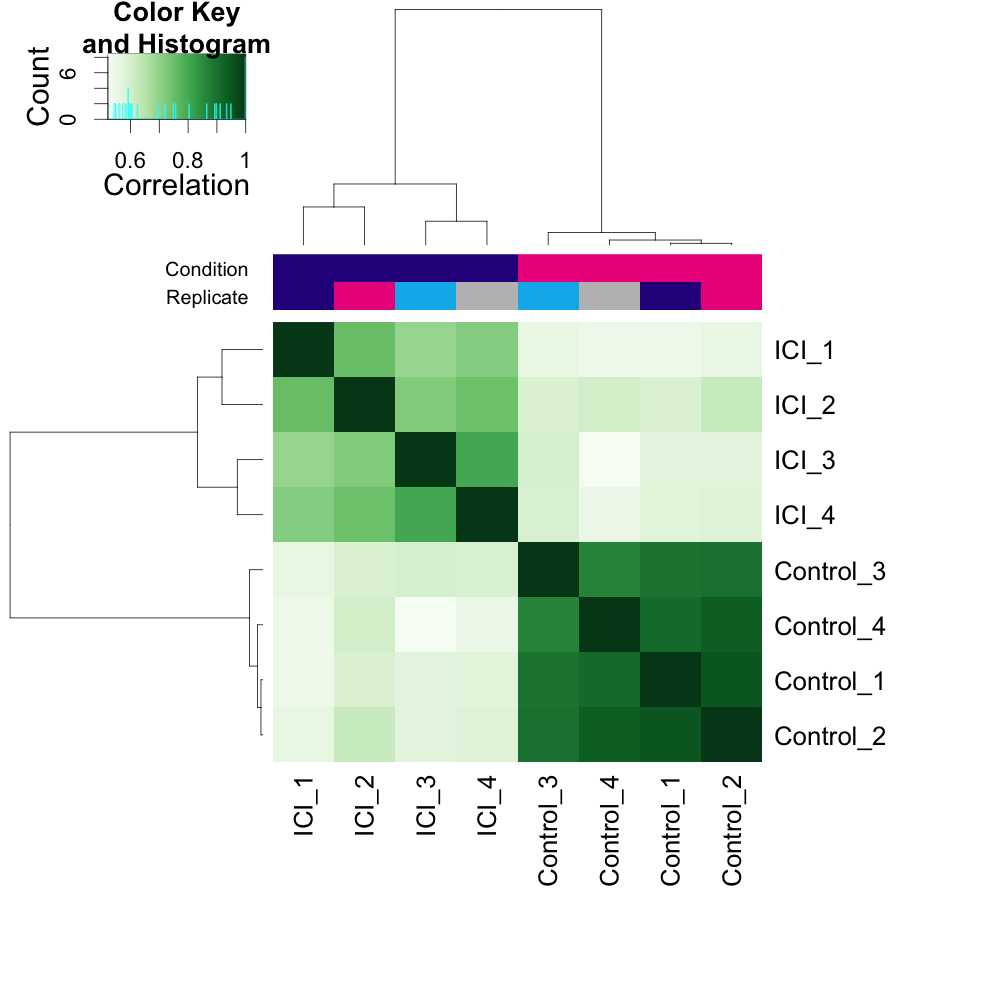 Color Key
and Histogram
Count
0 6
0.6 0.8 1
Correlation
Condition
Replicate
ICI_1
ICI_2
ICI_3
ICI_4
Control_3
Control_4
Control_1
Control_2
ICI_1 ICI_2 ICI_3 ICI_4 Control_3 Control_4 Control_1 Control_2